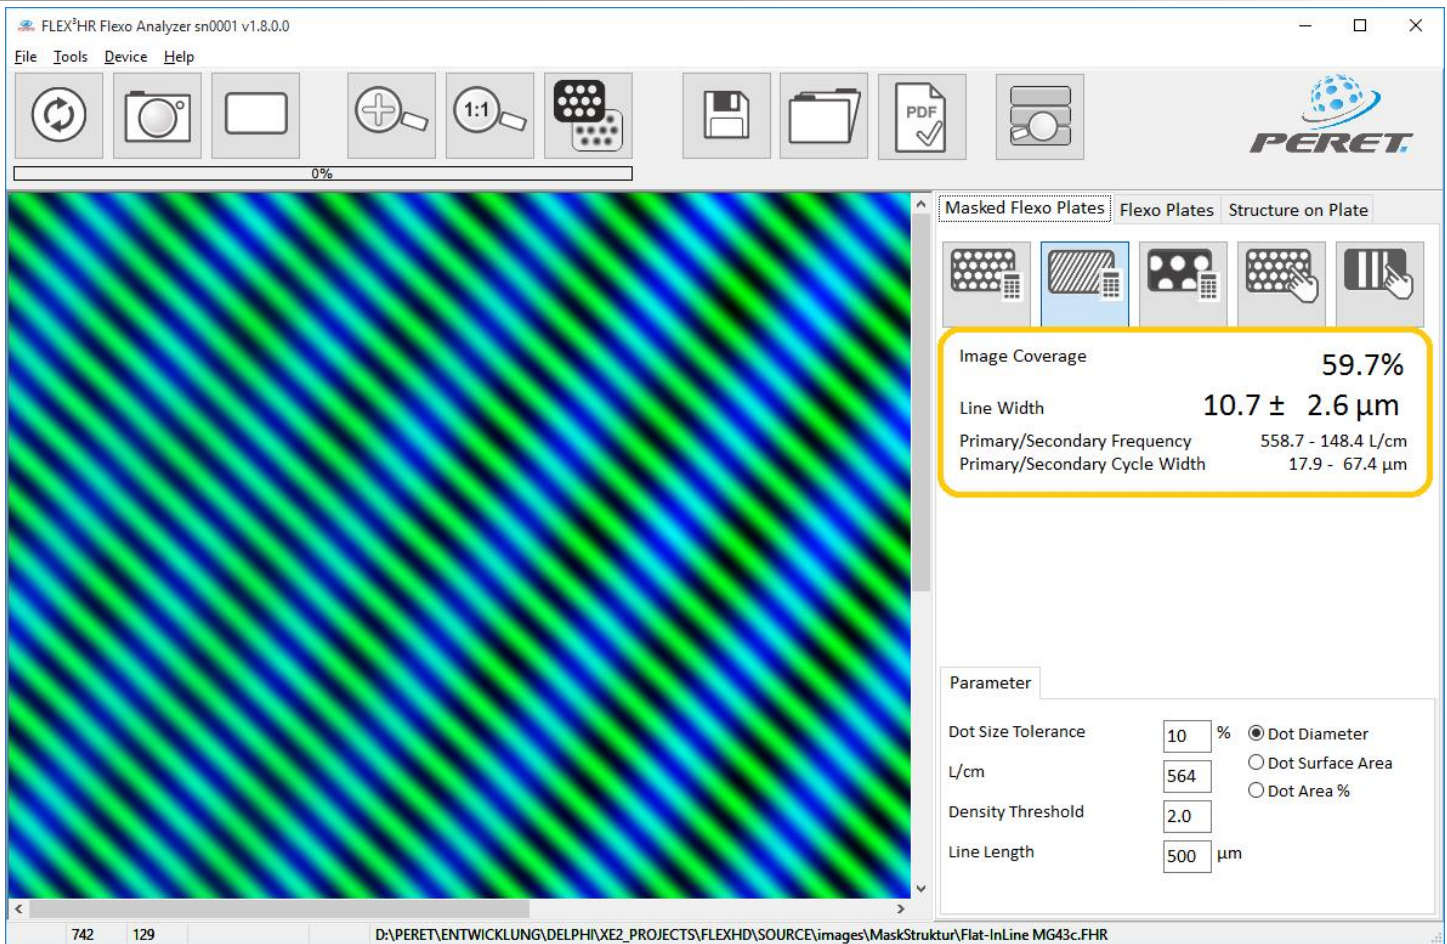 FLEX³HR Flexo Analyzer sn0001 v1.8.0.0
File Tools Device Help
1:1
PDF
PERET.
0%
Masked Flexo Plates Flexo Plates Structure on Plate
Image Coverage 59.7%
Line Width 10.7 ± 2.6 µm
Primary/Secondary Frequency 558.7 - 148.4 L/cm
Primary/Secondary Cycle Width 17.9 - 67.4 µm
Parameter
Dot Size Tolerance 10 % Dot Diameter
Dot Surface Area
L/cm 564
Dot Area %
Density Threshold 2.0
Line Length 500 µm
742 129 D:\PERET\ENTWICKLUNG\DELPHI\XE2_PROJECTS\FLEXHD\SOURCE\images\MaskStruktur\Flat-InLine MG43c.FHR